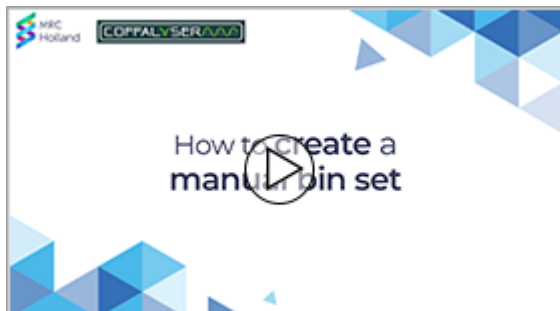 MRC
Holland
COFFALYSER
How to create a
manual bin set